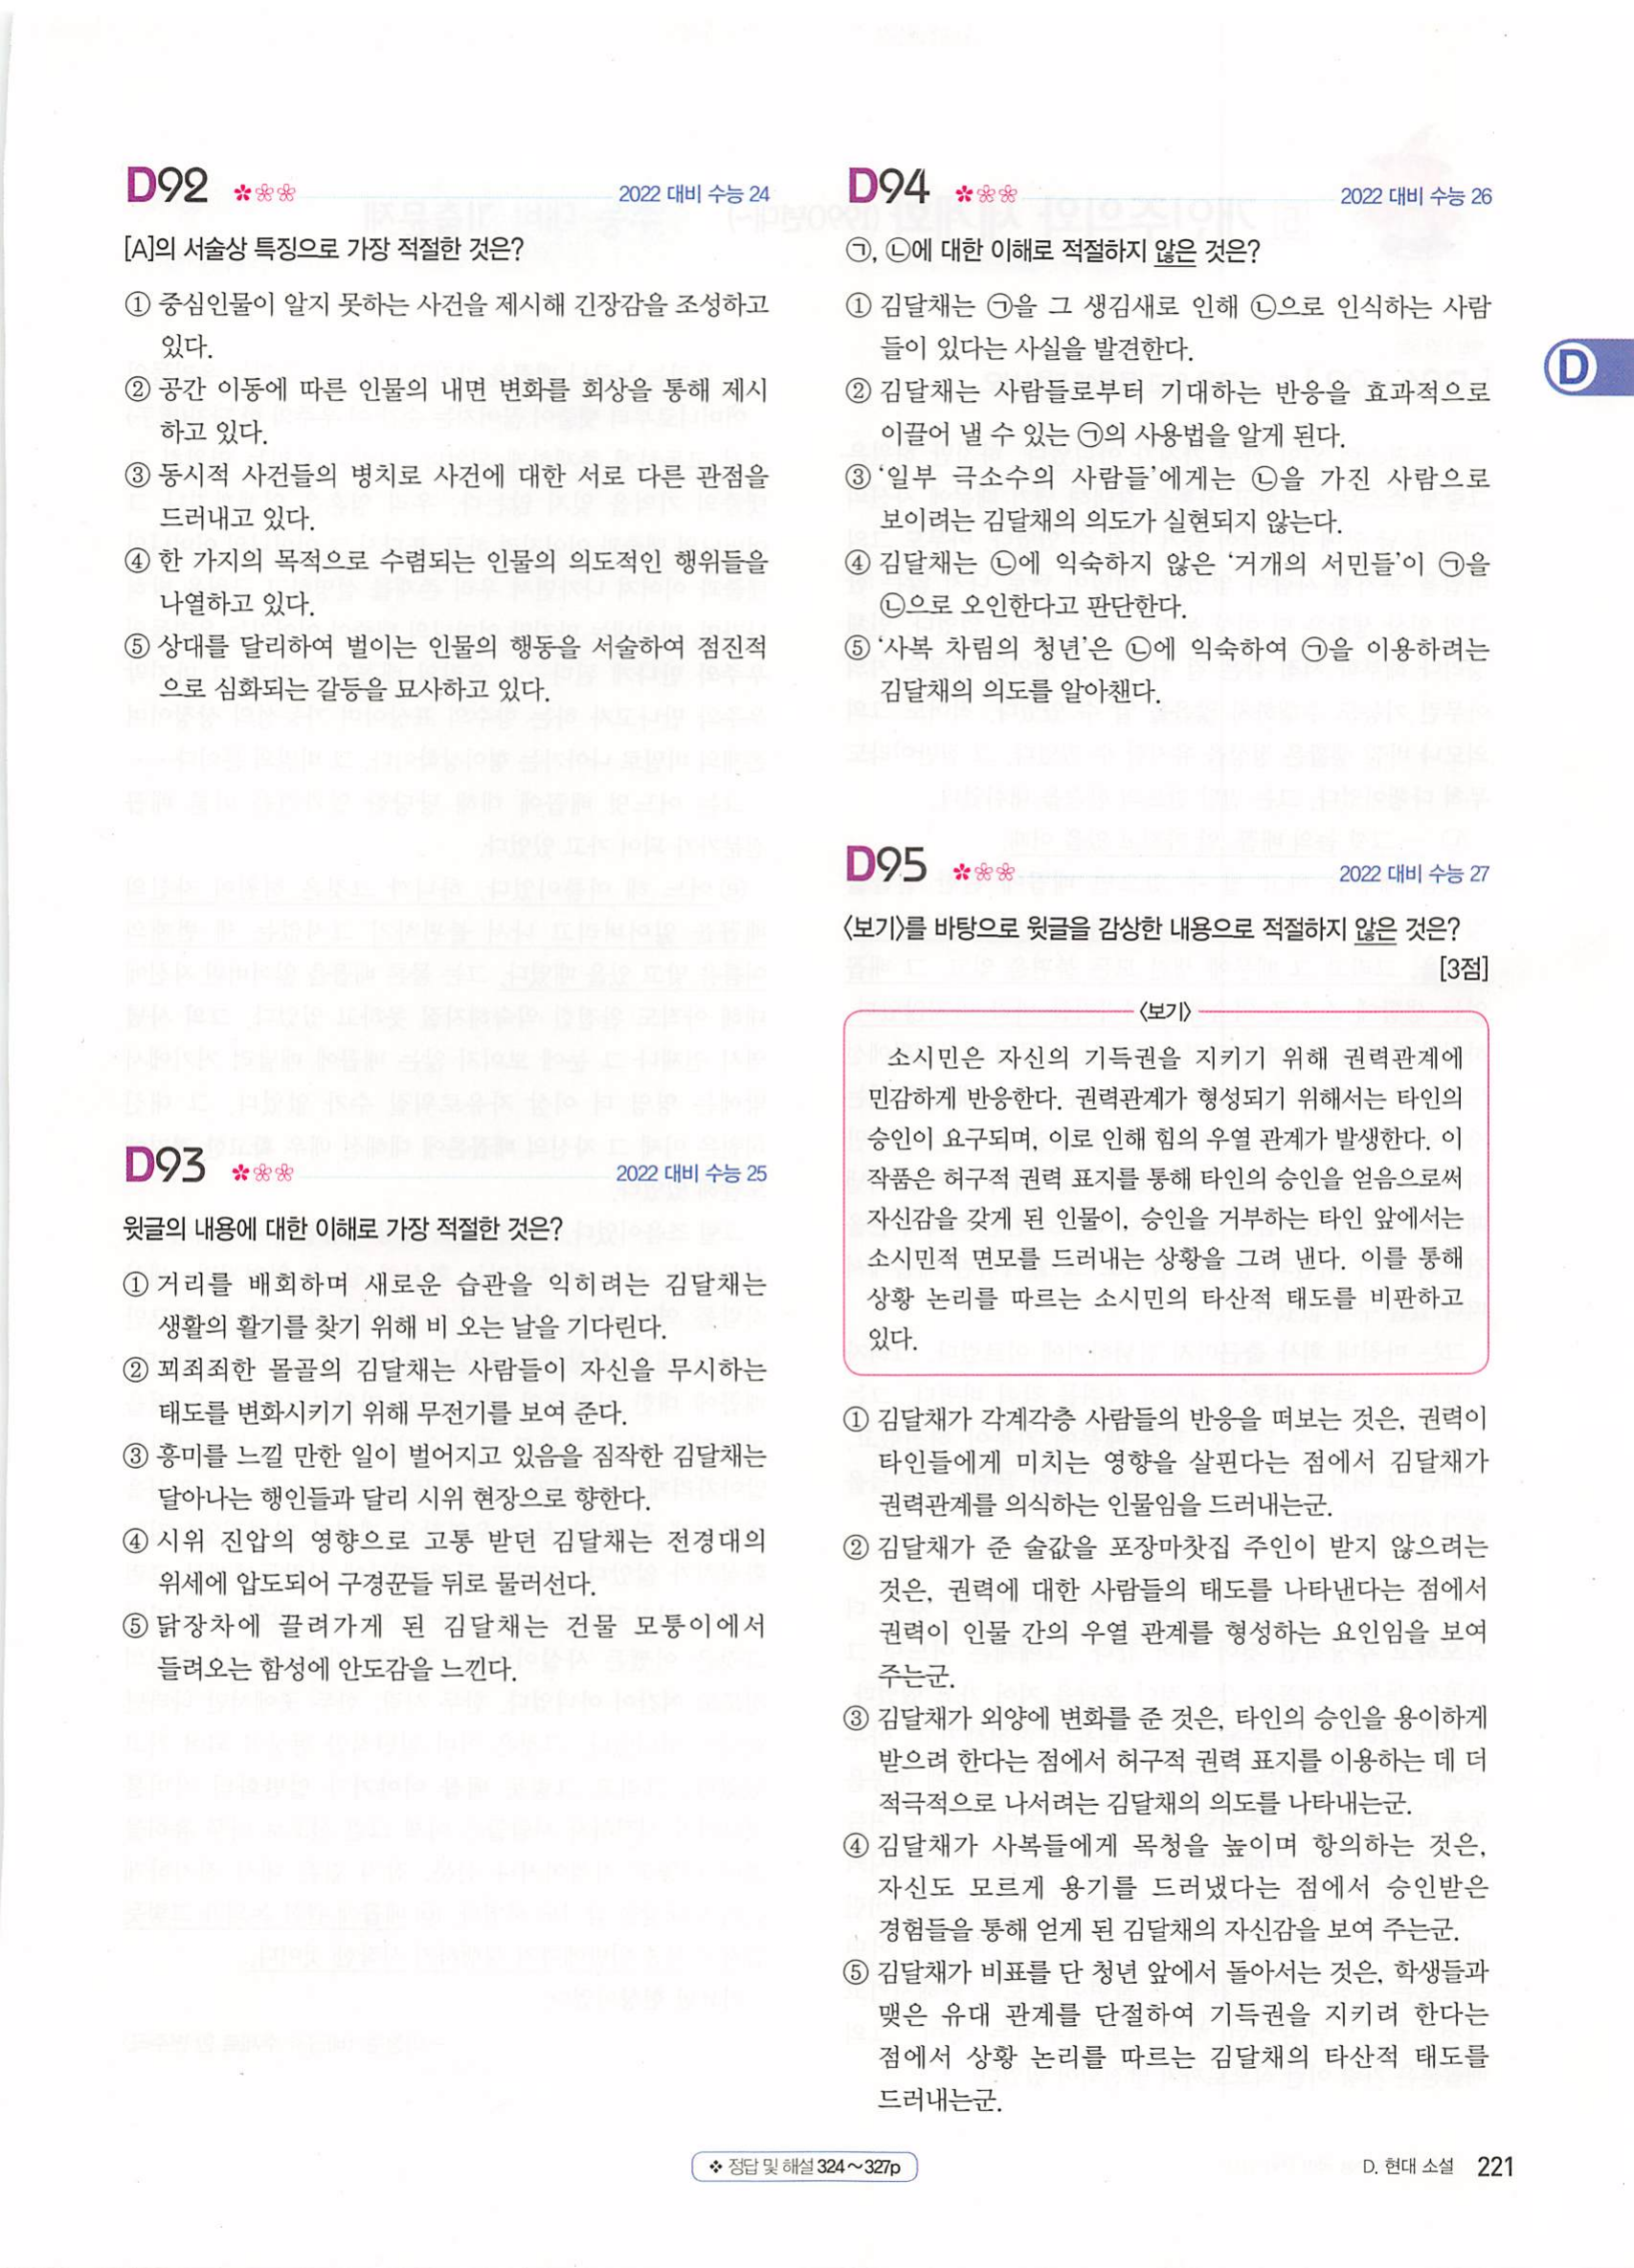 D92
2022 대비 수능 24
[A]의 서술상 특징으로 가장 적절한 것은?
① 중심인물이 알지 못하는 사건을 제시해 긴장감을 조성하고
있다.
② 공간 이동에 따른 인물의 내면 변화를 회상을 통해 제시
하고 있다.
③ 동시적 사건들의 병치로 사건에 대한 서로 다른 관점을
드러내고 있다.
④ 한 가지의 목적으로 수렴되는 인물의 의도적인 행위들을
나열하고 있다.
⑤ 상대를 달리하여 벌이는 인물의 행동을 서술하여 점진적
으로 심화되는 갈등을 묘사하고 있다.
D93
2022 대비 수능 25
윗글의 내용에 대한 이해로 가장 적절한 것은?
① 거리를 배회하며 새로운 습관을 익히려는 김달채는
생활의 활기를 찾기 위해 비 오는 날을 기다린다.
② 꾀죄죄한 몰골의 김달채는 사람들이 자신을 무시하는
태도를 변화시키기 위해 무전기를 보여 준다.
③ 흥미를 느낄 만한 일이 벌어지고 있음을 짐작한 김달채는
달아나는 행인들과 달리 시위 현장으로 향한다.
④ 시위 진압의 영향으로 고통 받던 김달채는 전경대의
위세에 압도되어 구경꾼들 뒤로 물러선다.
⑤ 닭장차에 끌려가게 된 김달채는 건물 모퉁이에서
들려오는 함성에 안도감을 느낀다.
D94
2022 대비 수능 26
㉠, ㉡에 대한 이해로 적절하지 않은 것은?
① 김달채는 ㉠을 그 생김새로 인해 ㉡으로 인식하는 사람
들이 있다는 사실을 발견한다.
② 김달채는 사람들로부터 기대하는 반응을 효과적으로
이끌어 낼 수 있는 ㉠의 사용법을 알게 된다.
③ ‘일부 극소수의 사람들’에게는 ㉡을 가진 사람으로
보이려는 김달채의 의도가 실현되지 않는다.
④ 김달채는 ㉡에 익숙하지 않은 ‘거개의 서민들’이 ㉠을
㉡으로 오인한다고 판단한다.
⑤ ‘사복 차림의 청년’은 ㉡에 익숙하여 ㉠을 이용하려는
김달채의 의도를 알아챈다.
D95
2022 대비 수능 27
〈보기〉를 바탕으로 윗글을 감상한 내용으로 적절하지 않은 것은?
[3점]
〈보기〉
소시민은 자신의 기득권을 지키기 위해 권력관계에
민감하게 반응한다. 권력관계가 형성되기 위해서는 타인의
승인이 요구되며, 이로 인해 힘의 우열 관계가 발생한다. 이
작품은 허구적 권력 표지를 통해 타인의 승인을 얻음으로써
자신감을 갖게 된 인물이, 승인을 거부하는 타인 앞에서는
소시민적 면모를 드러내는 상황을 그려 낸다. 이를 통해
상황 논리를 따르는 소시민의 타산적 태도를 비판하고
있다.
① 김달채가 각계각층 사람들의 반응을 떠보는 것은, 권력이
타인들에게 미치는 영향을 살핀다는 점에서 김달채가
권력관계를 의식하는 인물임을 드러내는군.
② 김달채가 준 술값을 포장마찻집 주인이 받지 않으려는
것은, 권력에 대한 사람들의 태도를 나타낸다는 점에서
권력이 인물 간의 우열 관계를 형성하는 요인임을 보여
주는군.
③ 김달채가 외양에 변화를 준 것은, 타인의 승인을 용이하게
받으려 한다는 점에서 허구적 권력 표지를 이용하는 데 더
적극적으로 나서려는 김달채의 의도를 나타내는군.
④ 김달채가 사복들에게 목청을 높이며 항의하는 것은,
자신도 모르게 용기를 드러냈다는 점에서 승인받은
경험들을 통해 얻게 된 김달채의 자신감을 보여 주는군.
⑤ 김달채가 비표를 단 청년 앞에서 돌아서는 것은, 학생들과
맺은 유대 관계를 단절하여 기득권을 지키려 한다는
점에서 상황 논리를 따르는 김달채의 타산적 태도를
드러내는군.
D
❖ 정답 및 해설 324~327p
D. 현대 소설 221